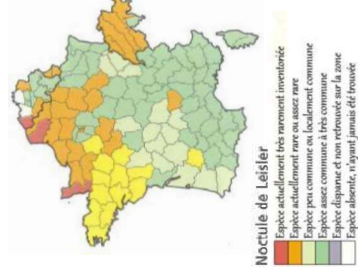 Noctule de Leisler
Espèce actuellement très rarement inventoriée
Espèce actuellement rare ou assez rare
Espèce peu commune ou localement commune
Espèce assez commune à très commune
Espèce disparue et non retrouvée sur la zone
Espèce absente, n'ayant jamais été trouvée